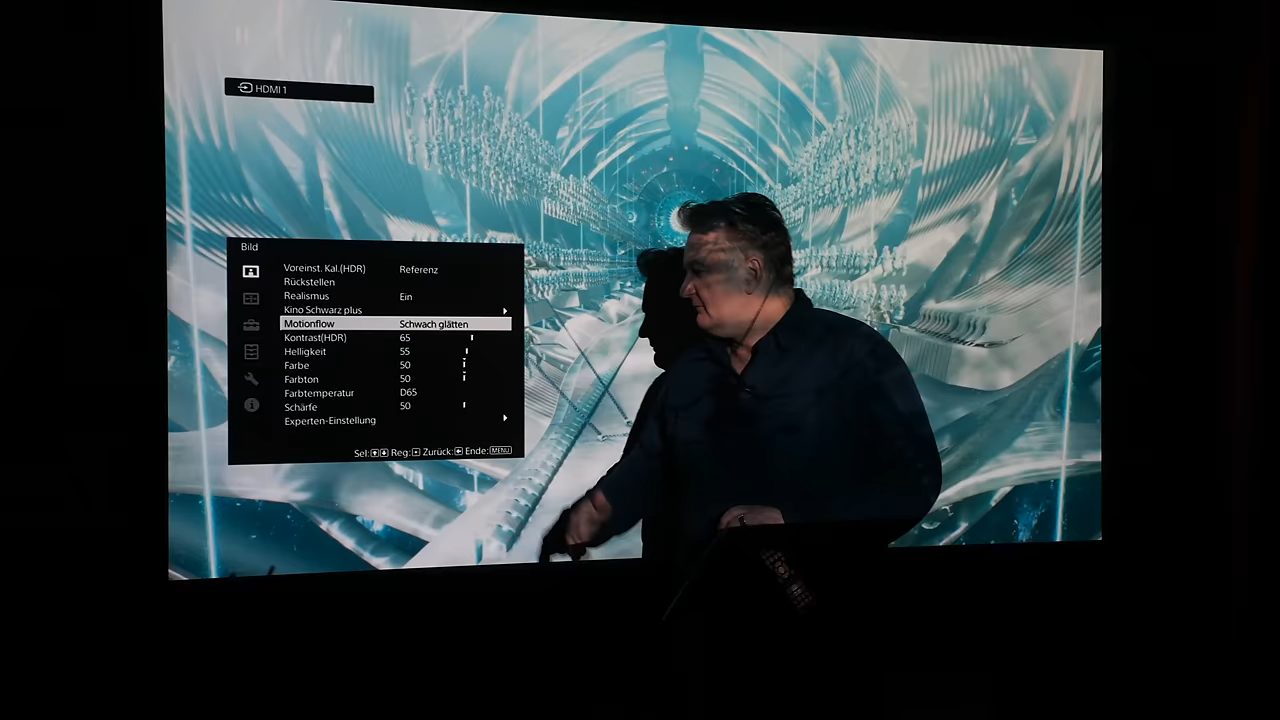 HDMI 1
Bild
Voreinst. Kal.(HDR) Referenz
Rückstellen
Realismus Ein
Kino Schwarz plus
Motionflow Schwach glätten
Kontrast(HDR) 65
Helligkeit 55
Farbe 50
Farbton 50
Farbtemperatur D65
Schärfe 50
Experten-Einstellung
Sel: Reg: Zurück: Ende: MENU